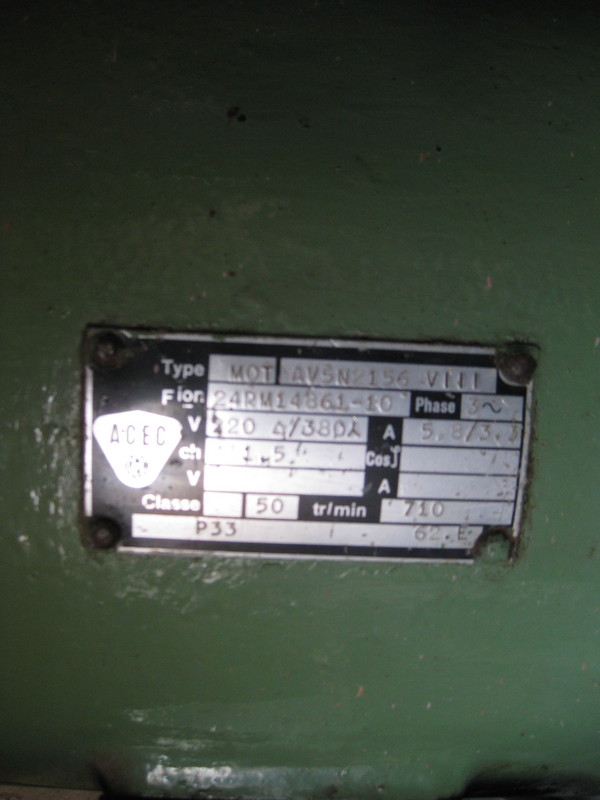 Type MOT AV5N 156 VIII
F ion 24RM14861-10 Phase 3~
A·C·E·C V 220 Δ/380λ A 5,8/3,3
ch 1.5 Cos
V A
Classe 50 tr/min 710
P33 62.E